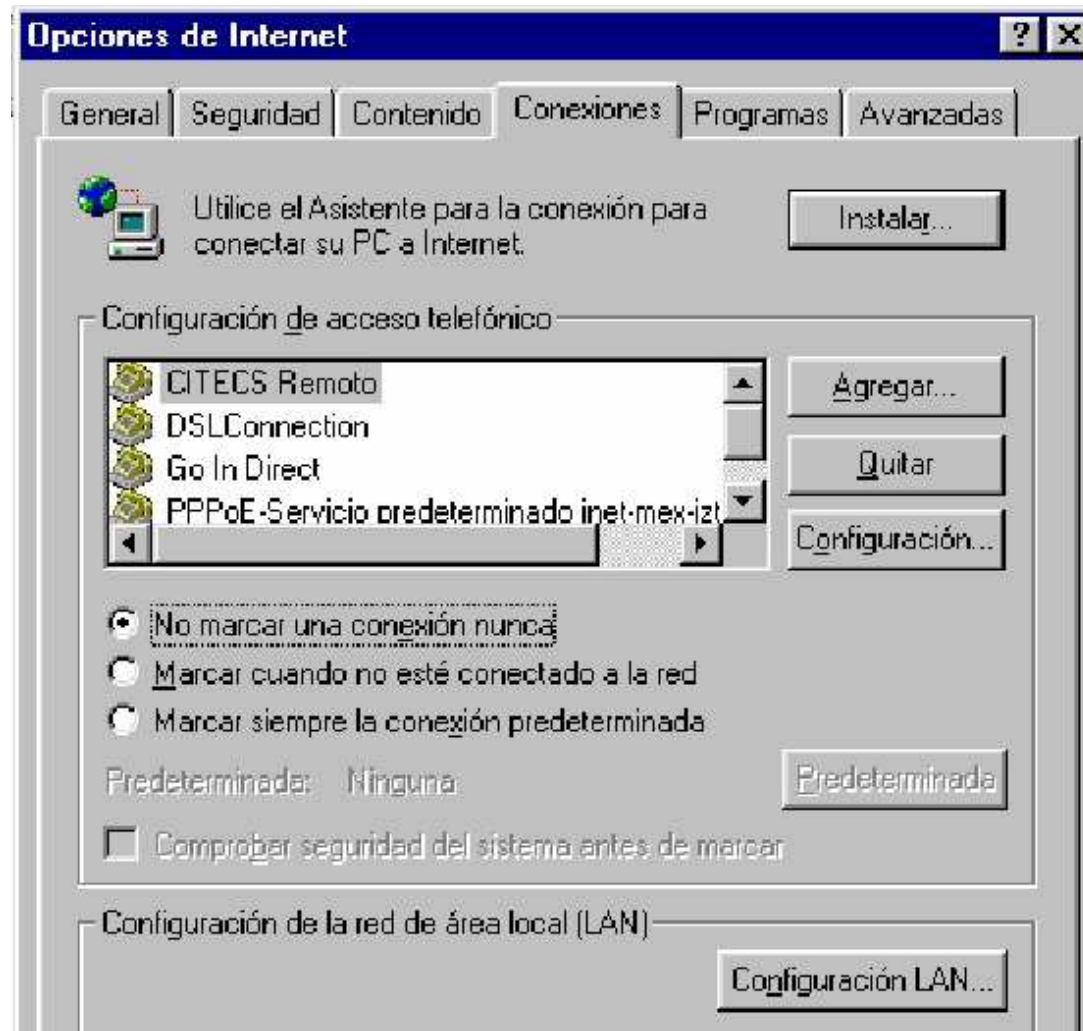 Opciones de Internet
General Seguridad Contenido Conexiones Programas Avanzadas
Utilice el Asistente para la conexión para
conectar su PC a Internet.
Instalar...
Configuración de acceso telefónico
CITECS Remoto
DSLConnection
Go In Direct
PPPoE-Servicio predeterminado inet-mex-izt
Agregar...
Quitar
Configuración...
No marcar una conexión nunca
Marcar cuando no esté conectado a la red
Marcar siempre la conexión predeterminada
Predeterminada: Ninguna
Predeterminada
Comprobar seguridad del sistema antes de marcar
Configuración de la red de área local (LAN)
Configuración LAN...